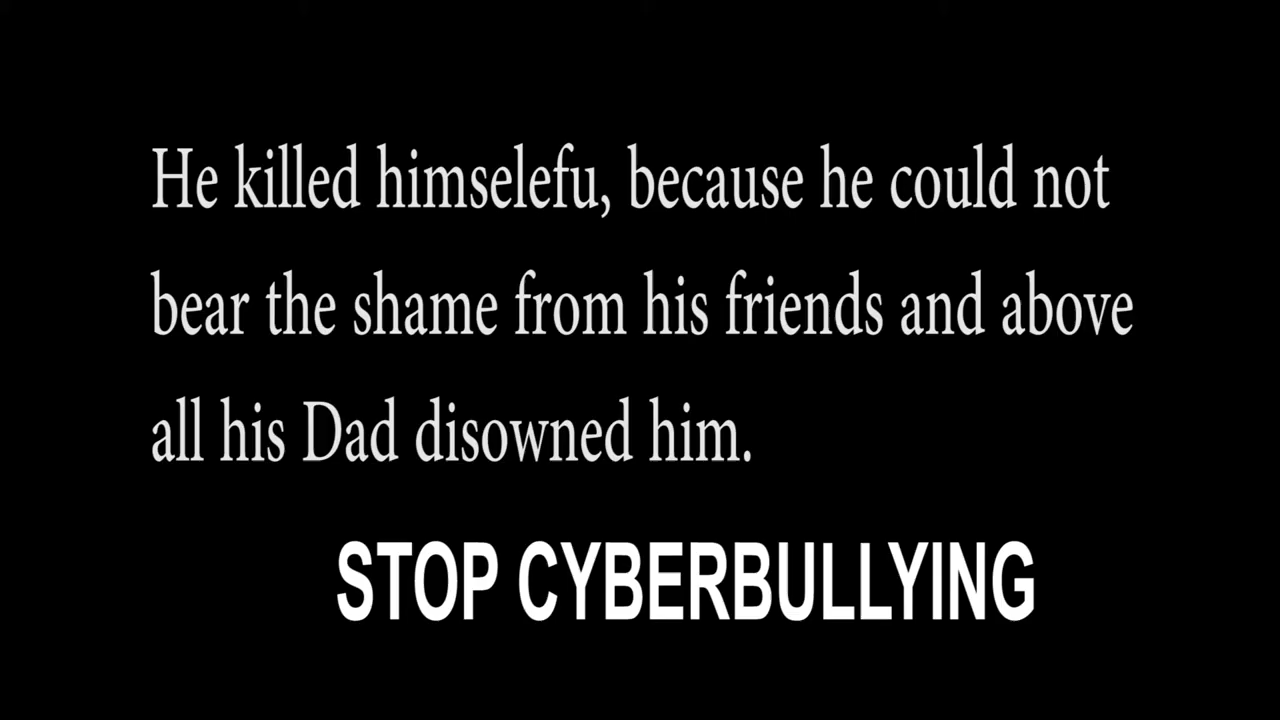 He killed himselefu, because he could not
bear the shame from his friends and above
all his Dad disowned him.
STOP CYBERBULLYING